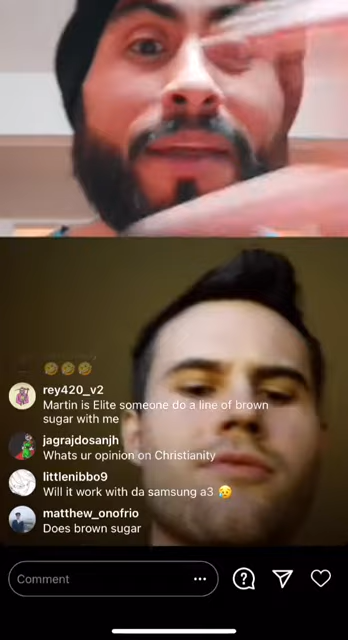 rey420_v2
Martin is Elite someone do a line of brown
sugar with me
jagrajdosanjh
Whats ur opinion on Christianity
littlenibbo9
Will it work with da samsung a3 😥
matthew_onofrio
Does brown sugar
Comment